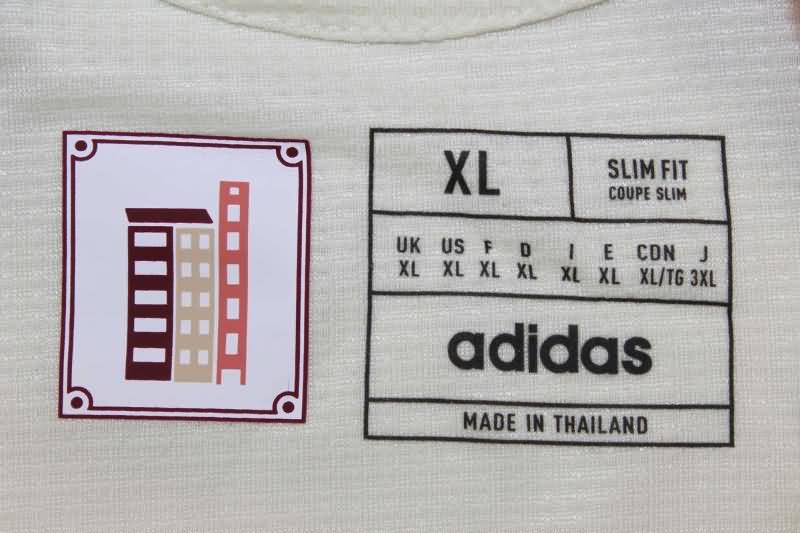 XL
SLIM FIT
COUPE SLIM
UK US F D I E CDN J
XL XL XL XL XL XL XL/TG 3XL
adidas
MADE IN THAILAND